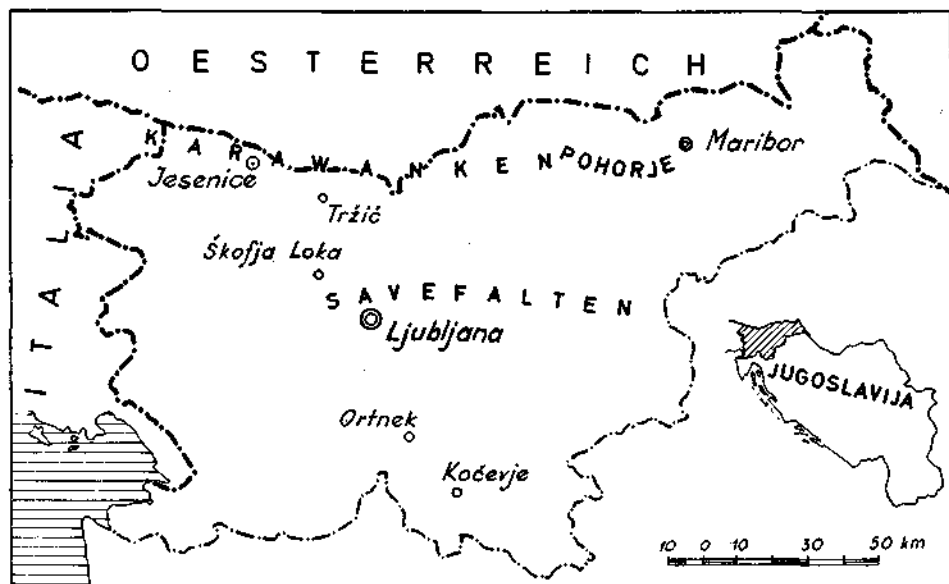 OESTERREICH
ITALIA
KARAWANKEN
POHORJE
Maribor
Jesenice
Tržič
Škofja Loka
SAVEFALTEN
Ljubljana
JUGOSLAVIJA
Ortnek
Kočevje
10 0 10 30 50 km